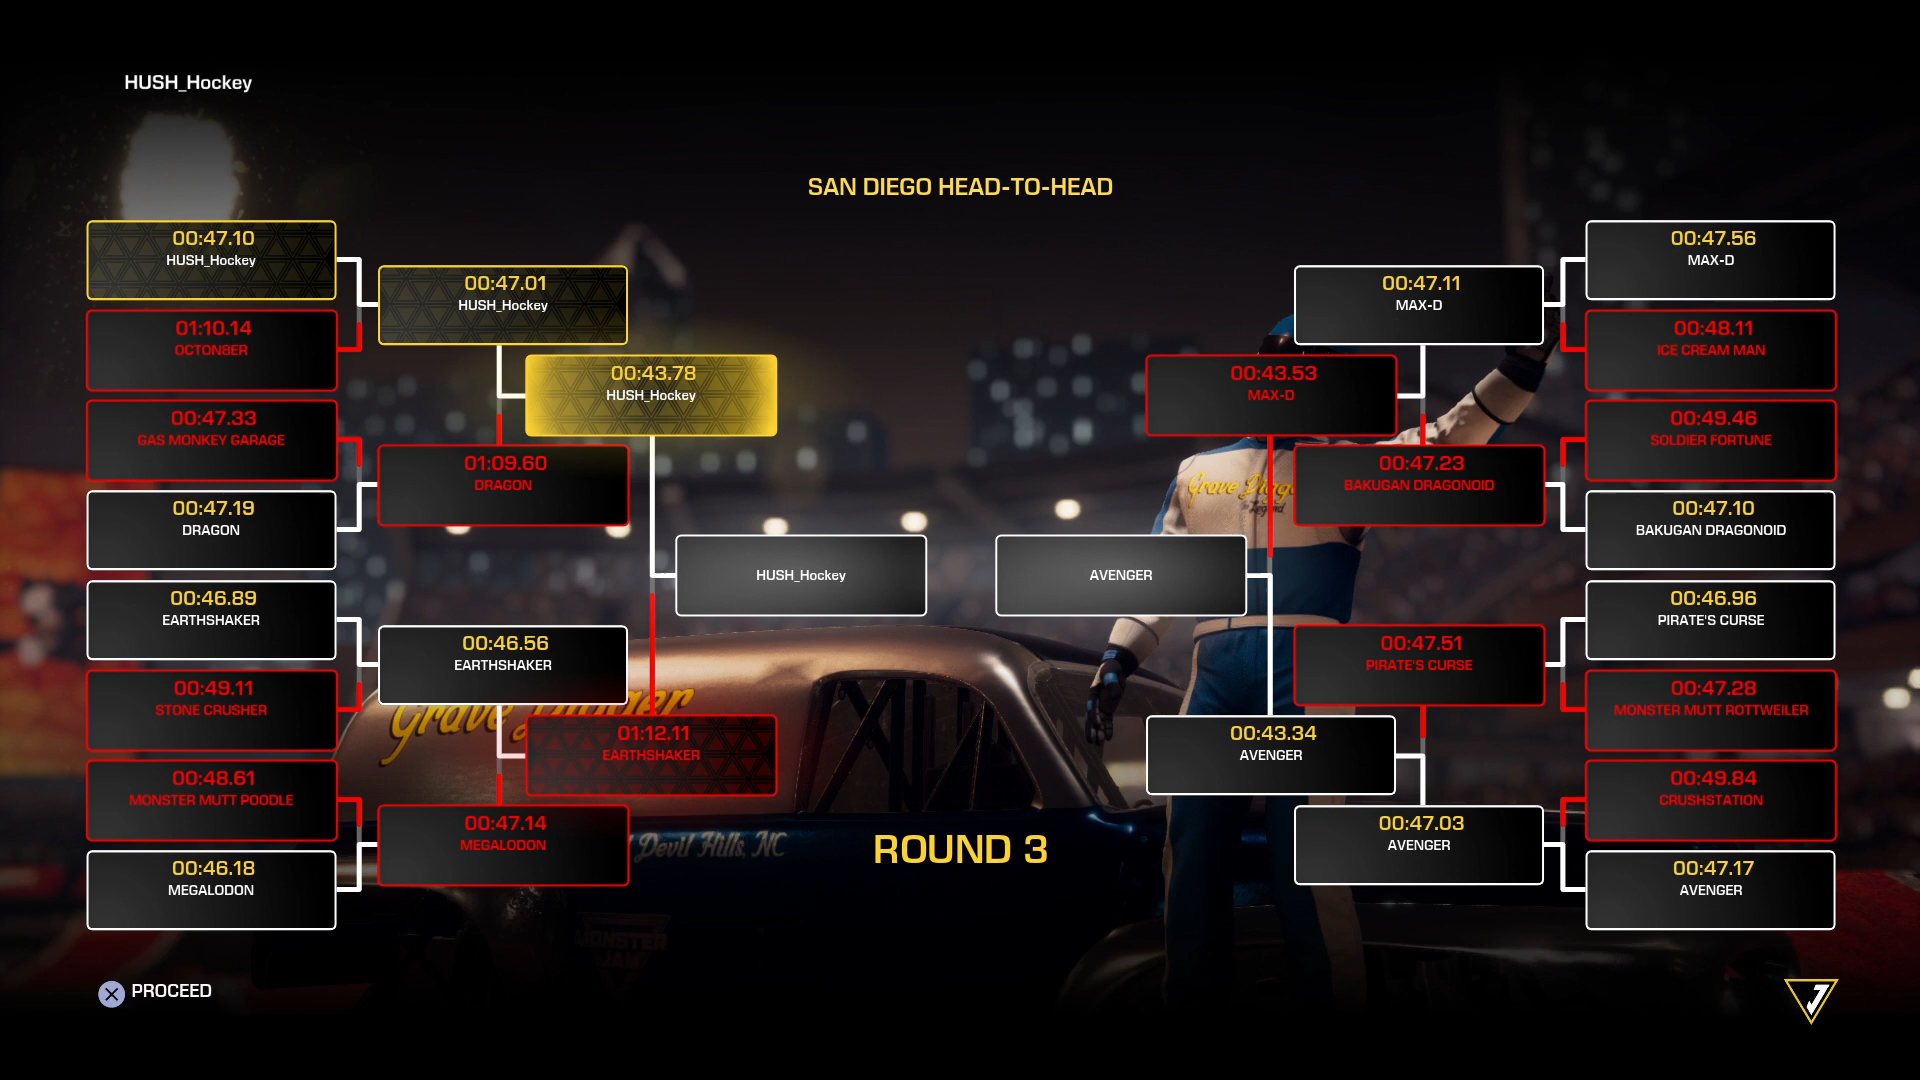 HUSH_Hockey
SAN DIEGO HEAD-TO-HEAD
00:47.10
HUSH_Hockey
01:10.14
OCTON8ER
00:47.33
GAS MONKEY GARAGE
00:47.19
DRAGON
00:46.89
EARTHSHAKER
00:49.11
STONE CRUSHER
00:48.61
MONSTER MUTT POODLE
00:46.18
MEGALODON
00:47.01
HUSH_Hockey
01:09.60
DRAGON
00:46.56
EARTHSHAKER
00:47.14
MEGALODON
00:43.78
HUSH_Hockey
01:12.11
EARTHSHAKER
HUSH_Hockey
AVENGER
00:43.53
MAX-D
00:43.34
AVENGER
00:47.11
MAX-D
00:47.23
BAKUGAN DRAGONOID
00:47.51
PIRATE'S CURSE
00:47.03
AVENGER
00:47.56
MAX-D
00:48.11
ICE CREAM MAN
00:49.46
SOLDIER FORTUNE
00:47.10
BAKUGAN DRAGONOID
00:46.96
PIRATE'S CURSE
00:47.28
MONSTER MUTT ROTTWEILER
00:49.84
CRUSHSTATION
00:47.17
AVENGER
Grave Digger
Devil Hills, NC
MONSTER
JAM
ROUND 3
PROCEED